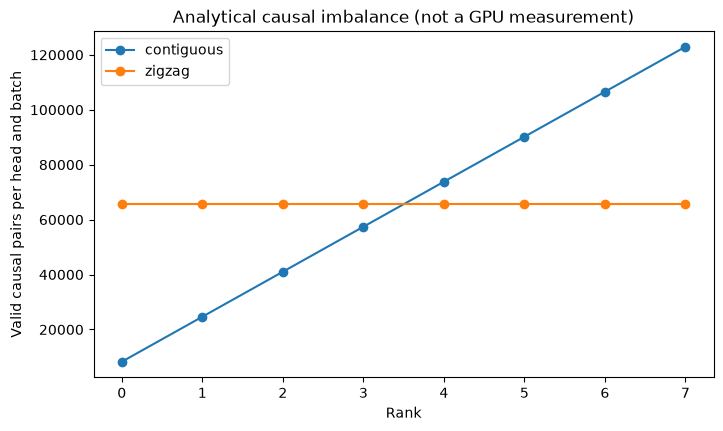 Analytical causal imbalance (not a GPU measurement)
contiguous
zigzag
Valid causal pairs per head and batch
120000
100000
80000
60000
40000
20000
0 1 2 3 4 5 6 7
Rank